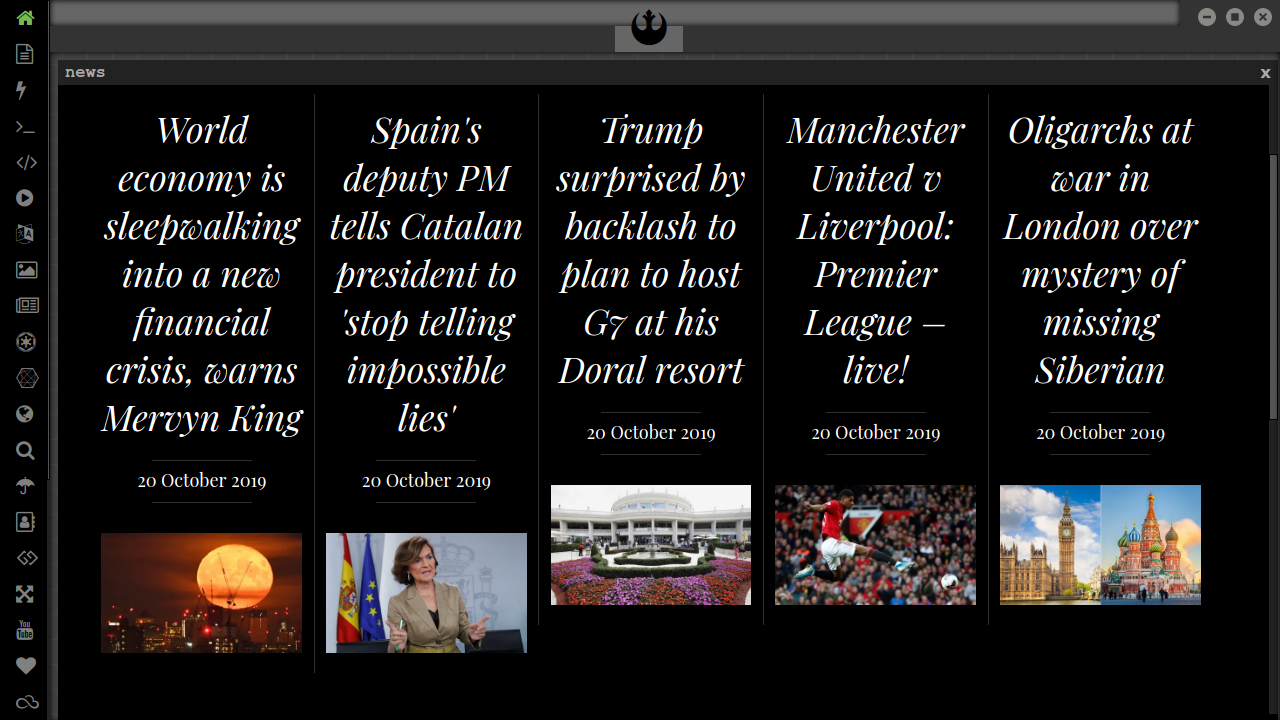 news
x
World
economy is
sleepwalking
into a new
financial
crisis, warns
Mervyn King
20 October 2019
Spain's
deputy PM
tells Catalan
president to
'stop telling
impossible
lies'
20 October 2019
Trump
surprised by
backlash to
plan to host
G7 at his
Doral resort
20 October 2019
Manchester
United v
Liverpool:
Premier
League –
live!
20 October 2019
Oligarchs at
war in
London over
mystery of
missing
Siberian
20 October 2019
You
Tube